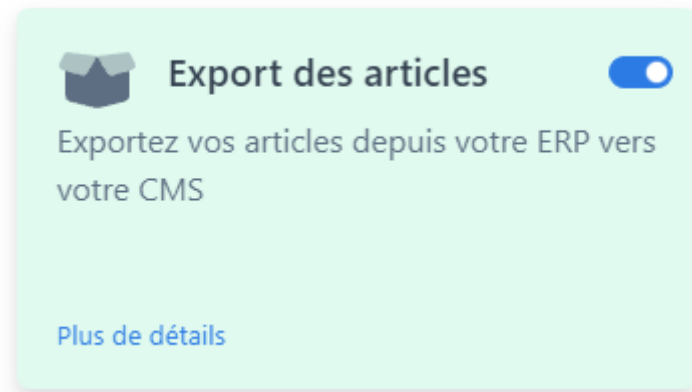 Export des articles
Exportez vos articles depuis votre ERP vers
votre CMS
Plus de détails